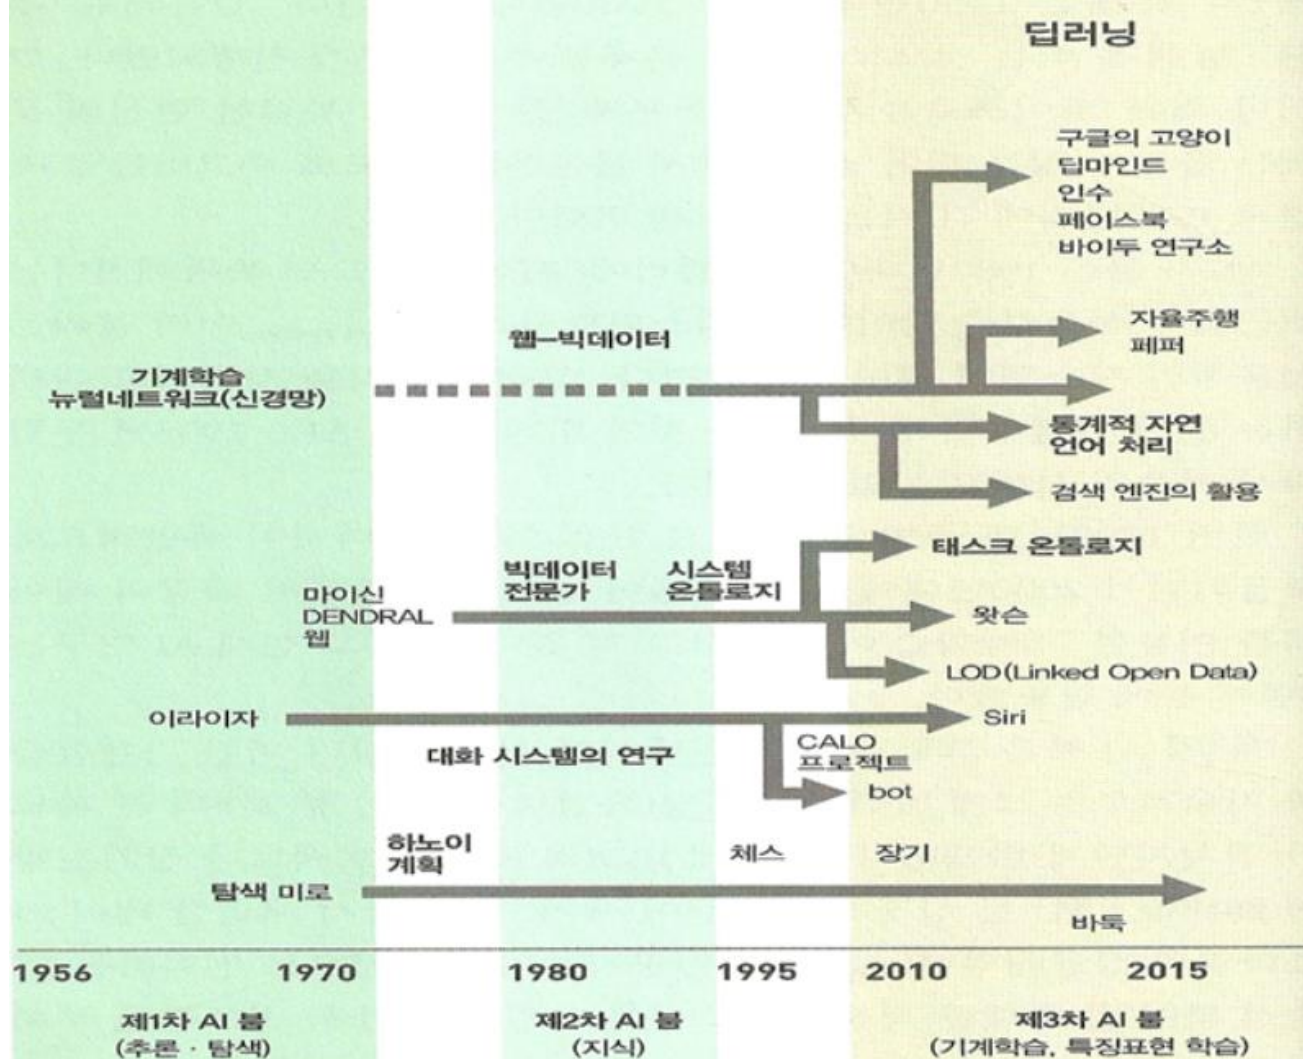 딥러닝
구글의 고양이
딥마인드
인수
페이스북
바이두 연구소
자율주행
페퍼
웹-빅데이터
기계학습
뉴럴네트워크(신경망)
통계적 자연
언어 처리
검색 엔진의 활용
태스크 온톨로지
빅데이터
전문가
시스템
온톨로지
마이신
DENDRAL
웹
왓슨
LOD(Linked Open Data)
이라이자
Siri
대화 시스템의 연구
CALO
프로젝트
bot
하노이
계획
체스
장기
탐색 미로
바둑
1956 1970 1980 1995 2010 2015
제1차 AI 붐
(추론·탐색)
제2차 AI 붐
(지식)
제3차 AI 붐
(기계학습, 특징표현 학습)